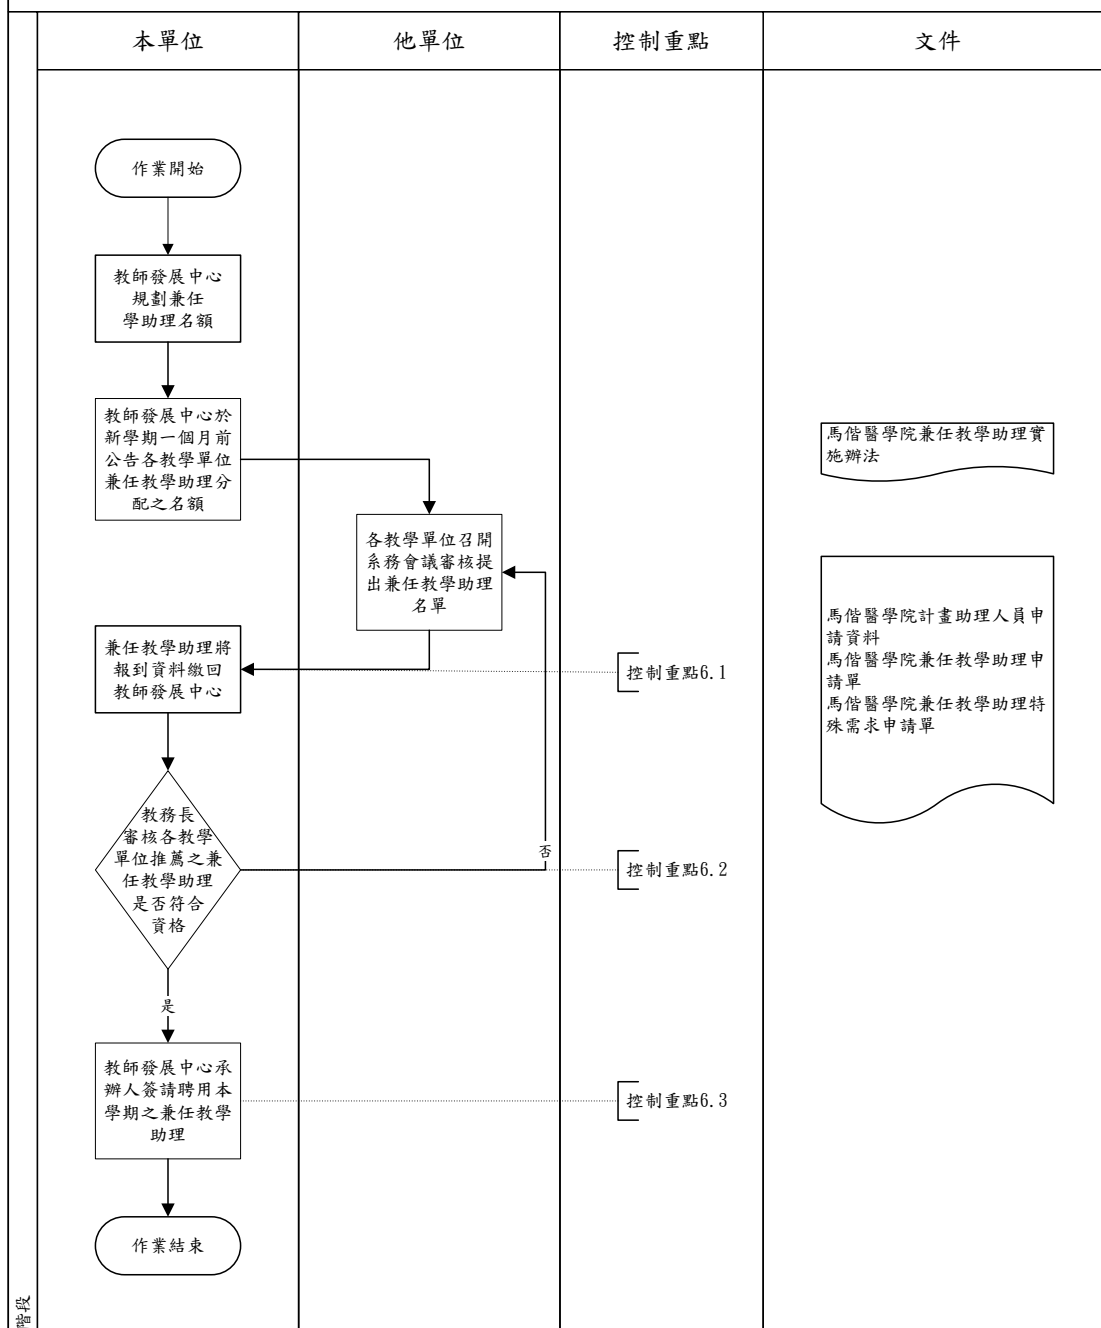 本單位
他單位
控制重點
文件
作業開始
教師發展中心
規劃兼任
學助理名額
教師發展中心於
新學期一個月前
公告各教學單位
兼任教學助理分
配之名額
馬偕醫學院兼任教學助理實
施辦法
各教學單位召開
系務會議審核提
出兼任教學助理
名單
馬偕醫學院計畫助理人員申
請資料
馬偕醫學院兼任教學助理申
請單
馬偕醫學院兼任教學助理特
殊需求申請單
兼任教學助理將
報到資料繳回
教師發展中心
控制重點6.1
教務長
審核各教學
單位推薦之兼
任教學助理
是否符合
資格
否
控制重點6.2
是
教師發展中心承
辦人簽請聘用本
學期之兼任教學
助理
控制重點6.3
作業結束
階段